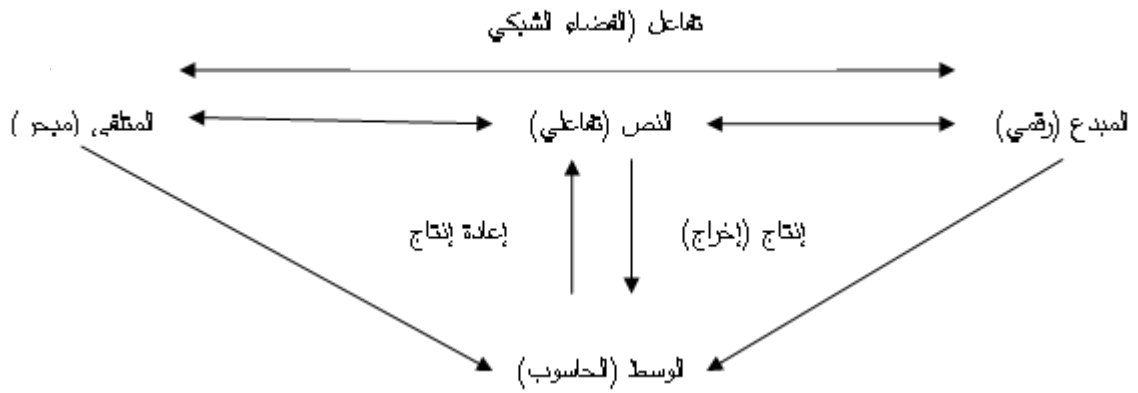 تفاعل (الفضاء الشبكي
المبدع (رقمي) النص (تفاعلي) المتلقي (مبحر )
إنتاج (إخراج) إعادة إنتاج
الوسط (الحاسوب)